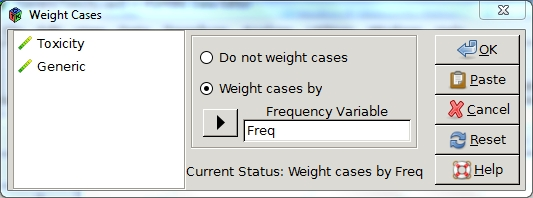 Weight Cases
Toxicity
Generic
Do not weight cases
Weight cases by
Frequency Variable
Freq
Current Status: Weight cases by Freq
OK
Paste
Cancel
Reset
Help